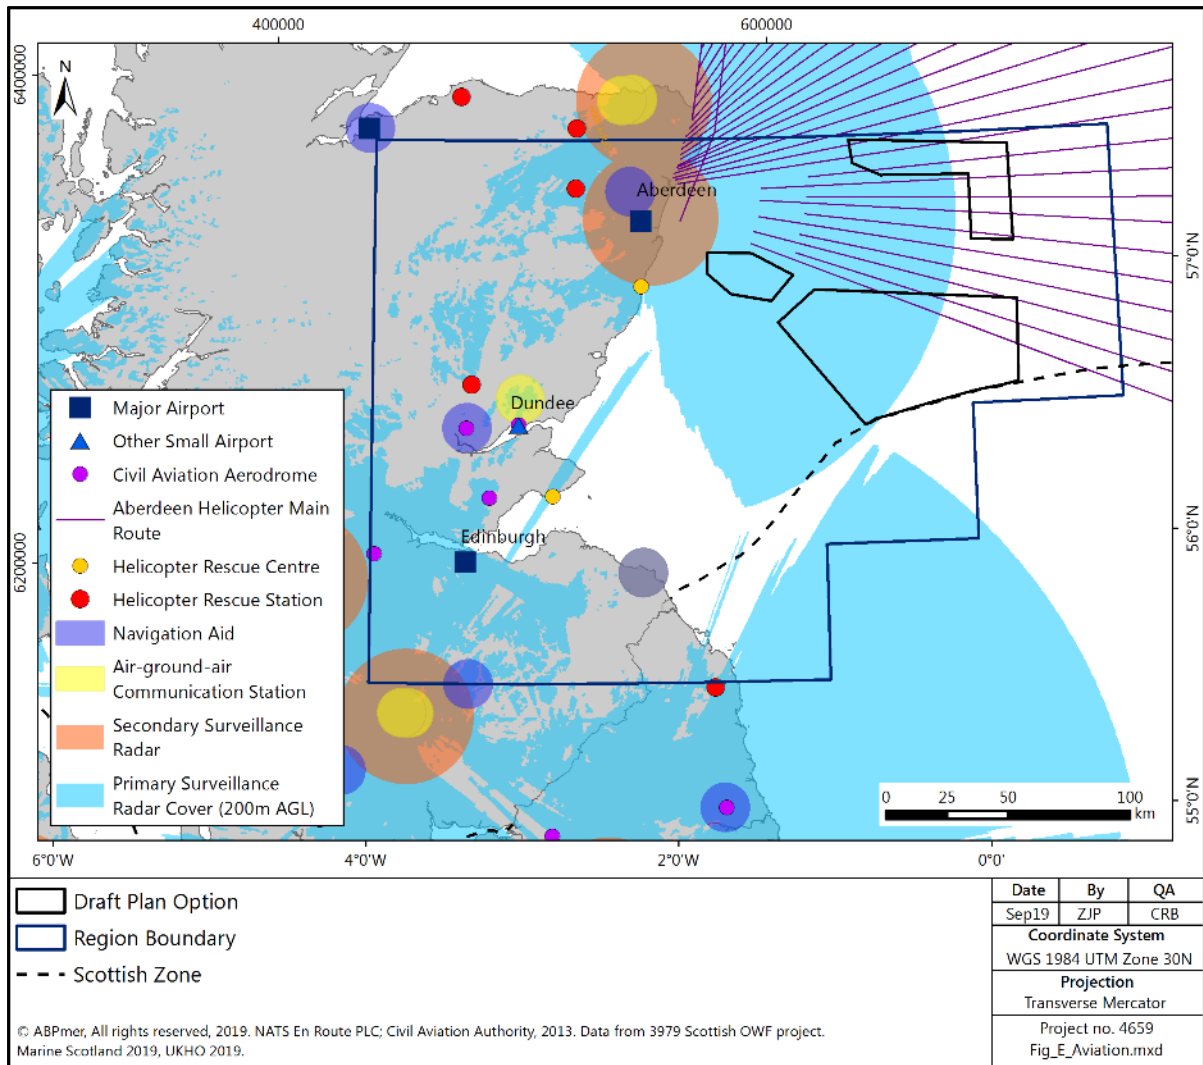 400000
600000
6400000
N
Aberdeen
57°0'N
Dundee
Edinburgh
56°0'N
6200000
55°0'N
Major Airport
Other Small Airport
Civil Aviation Aerodrome
Aberdeen Helicopter Main
Route
Helicopter Rescue Centre
Helicopter Rescue Station
Navigation Aid
Air-ground-air
Communication Station
Secondary Surveillance
Radar
Primary Surveillance
Radar Cover (200m AGL)
0 25 50 100
km
6°0'W
4°0'W
2°0'W
0°0'
Draft Plan Option
Region Boundary
Scottish Zone
Date By QA
Sep19 ZJP CRB
Coordinate System
WGS 1984 UTM Zone 30N
Projection
Transverse Mercator
Project no. 4659
Fig_E_Aviation.mxd
© ABPmer, All rights reserved, 2019. NATS En Route PLC; Civil Aviation Authority, 2013. Data from 3979 Scottish OWF project.
Marine Scotland 2019, UKHO 2019.